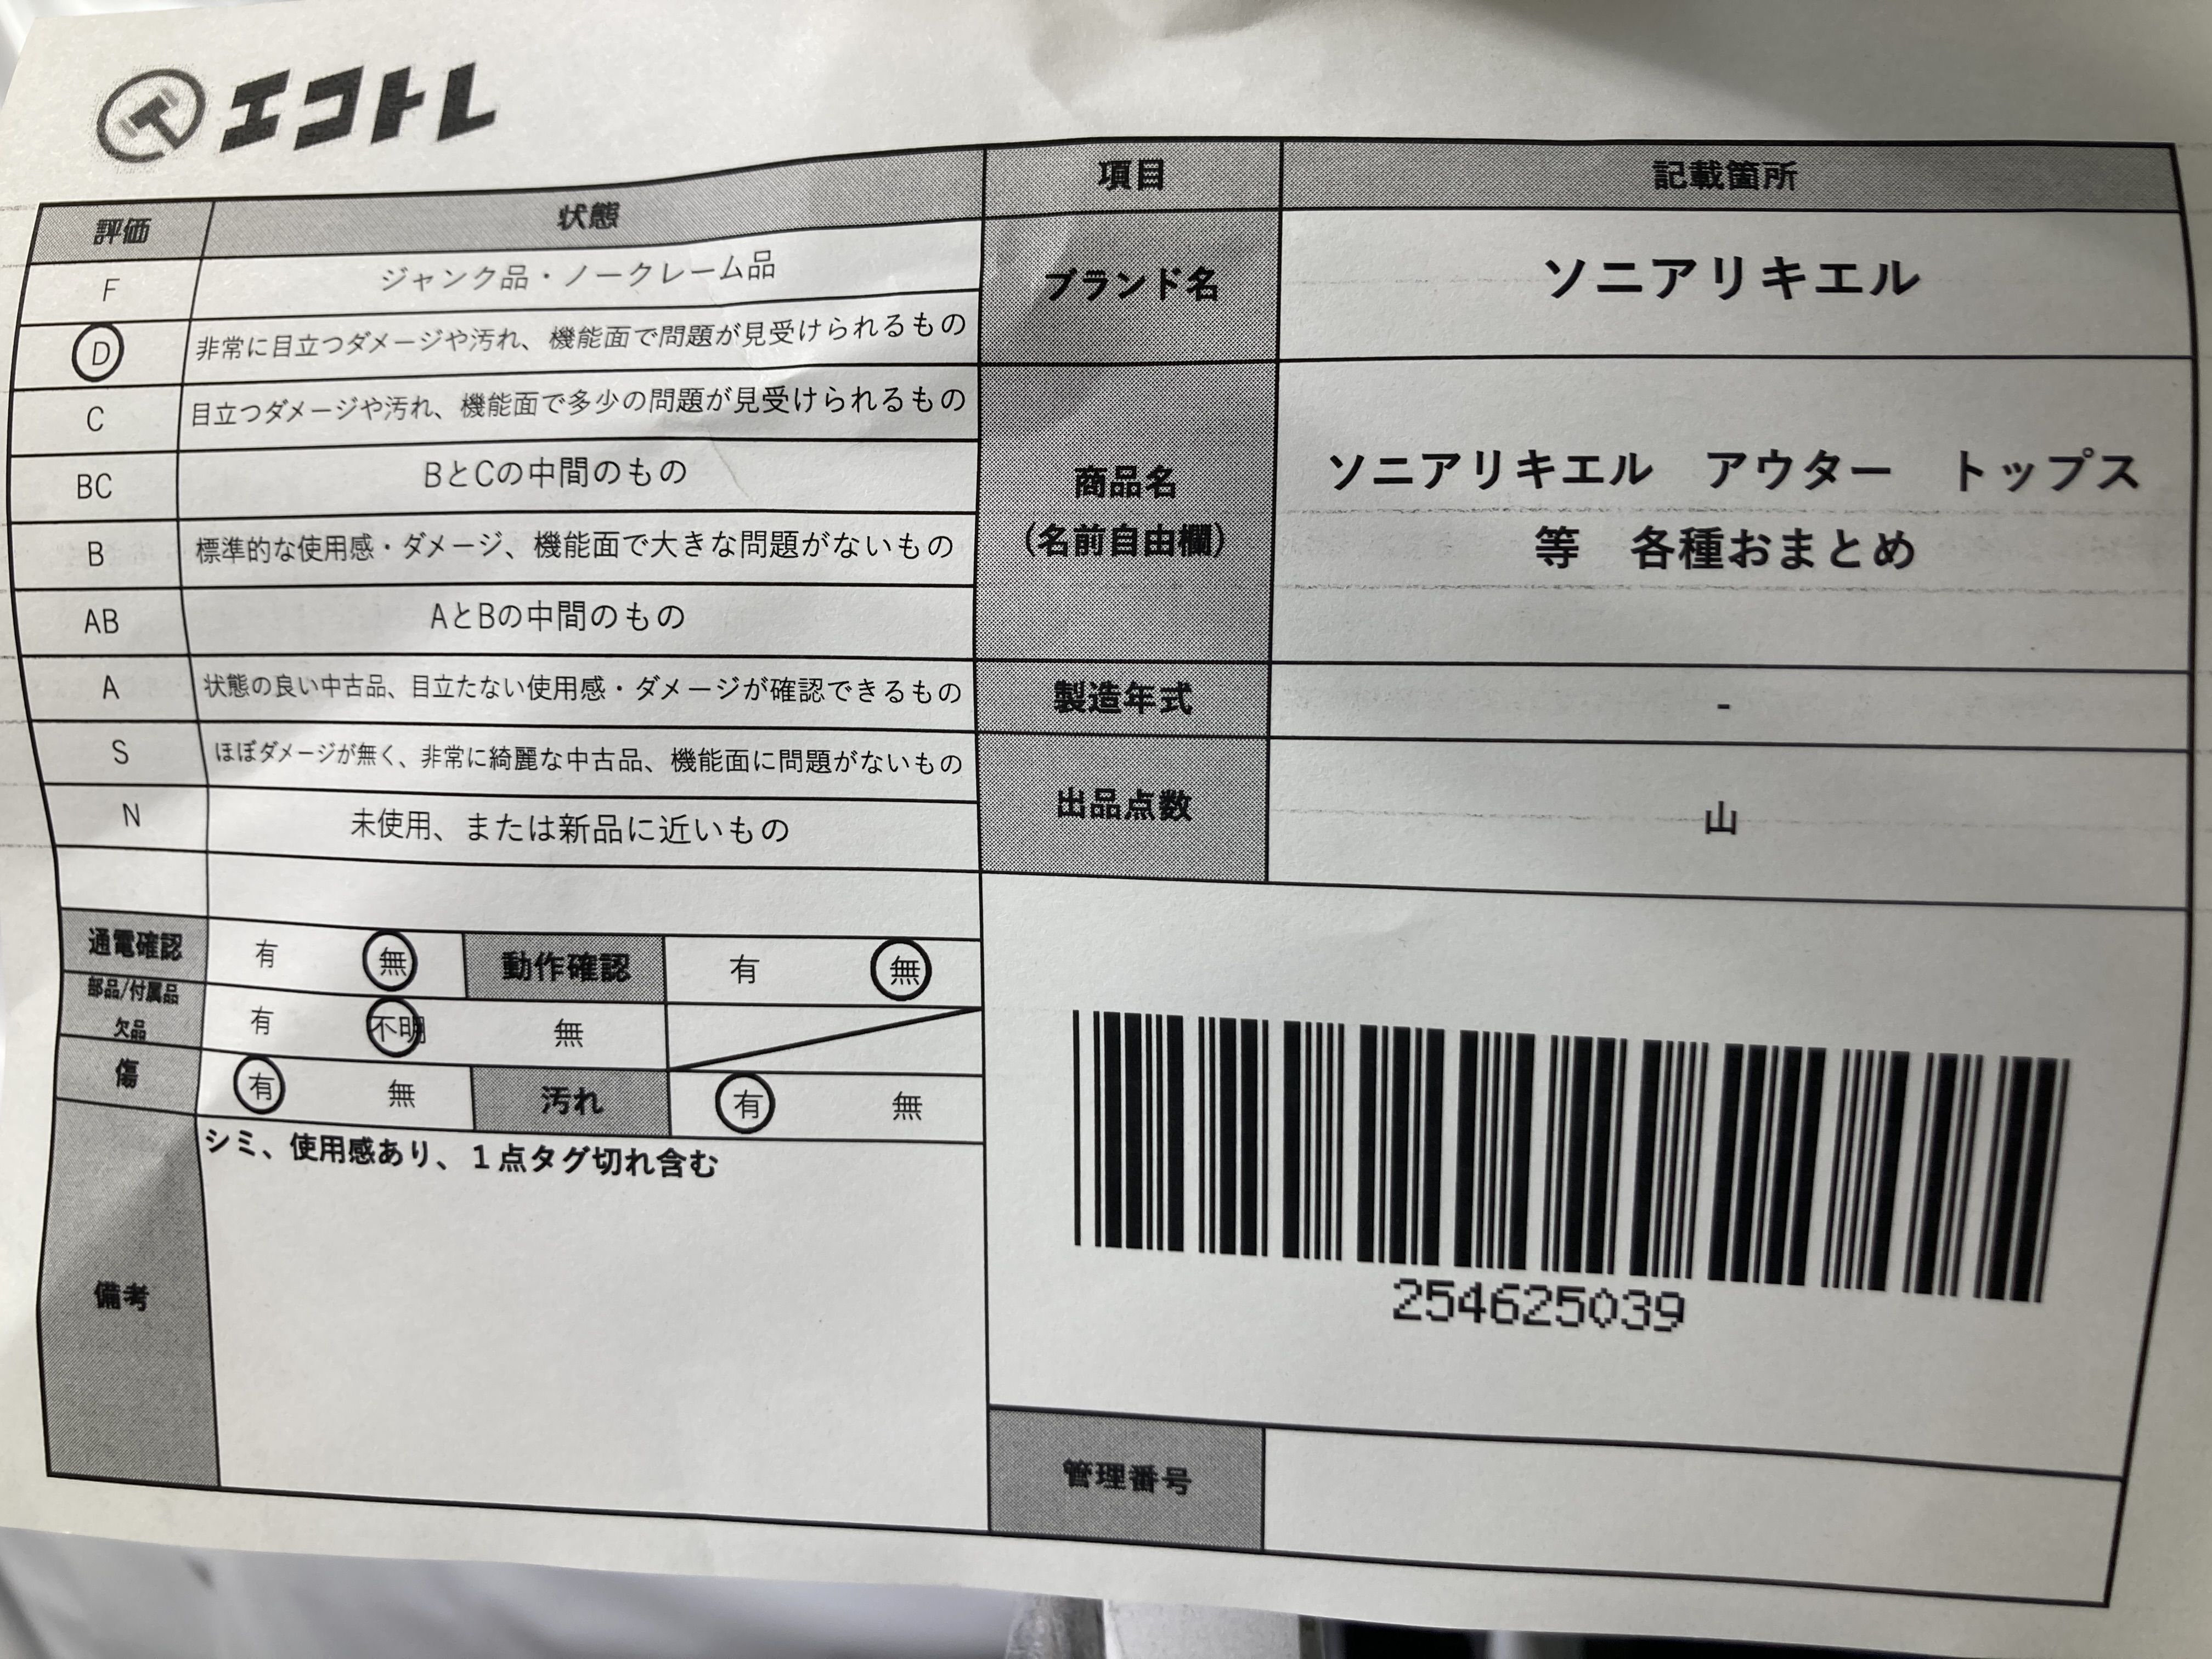 エコトレ
評価 状態
F ジャンク品・ノークレーム品
D 非常に目立つダメージや汚れ、機能面で問題が見受けられるもの
C 目立つダメージや汚れ、機能面で多少の問題が見受けられるもの
BC BとCの中間のもの
B 標準的な使用感・ダメージ、機能面で大きな問題がないもの
AB AとBの中間のもの
A 状態の良い中古品、目立たない使用感・ダメージが確認できるもの
S ほぼダメージが無く、非常に綺麗な中古品、機能面に問題がないもの
N 未使用、または新品に近いもの
通電確認 有 無 動作確認 有 無
部品/付属品
欠品 有 不明 無
傷 有 無 汚れ 有 無
備考 シミ、使用感あり、1点タグ切れ含む
項目 記載箇所
ブランド名 ソニアリキエル
商品名
(名前自由欄)
ソニアリキエル アウター トップス
等 各種おまとめ
製造年式 -
出品点数 山
254625039
管理番号